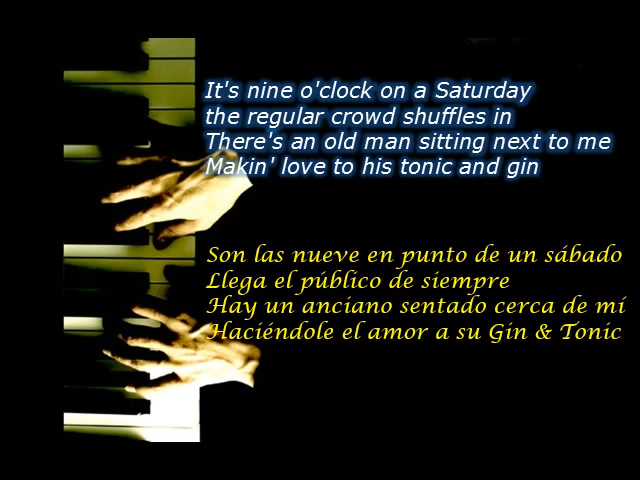 It's nine o'clock on a Saturday
the regular crowd shuffles in
There's an old man sitting next to me
Makin' love to his tonic and gin
Son las nueve en punto de un sábado
Llega el público de siempre
Hay un anciano sentado cerca de mí
Haciéndole el amor a su Gin & Tonic